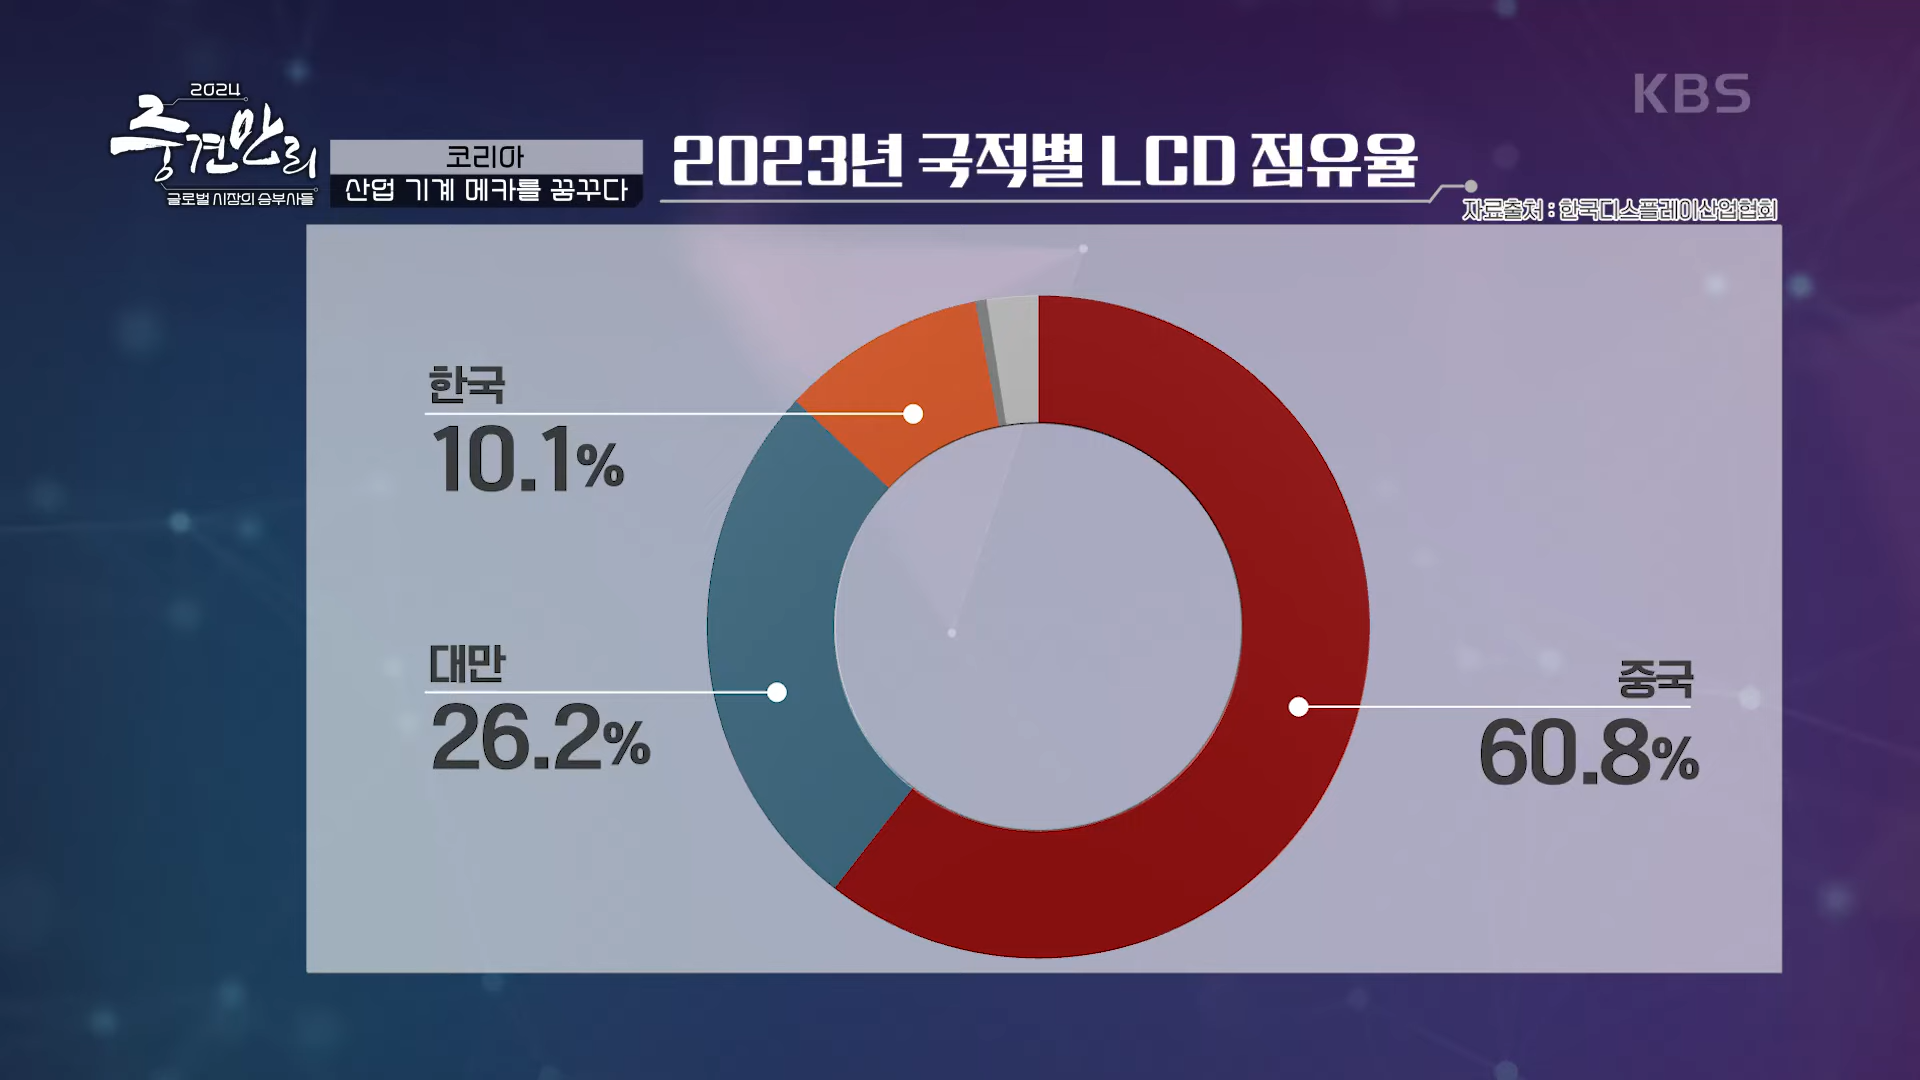 2024
중견만리
글로벌 시장의 승부사들
코리아
산업 기계 메카를 꿈꾸다
2023년 국적별 LCD 점유율
KBS
자료출처 : 한국디스플레이산업협회
한국
10.1%
대만
26.2%
중국
60.8%